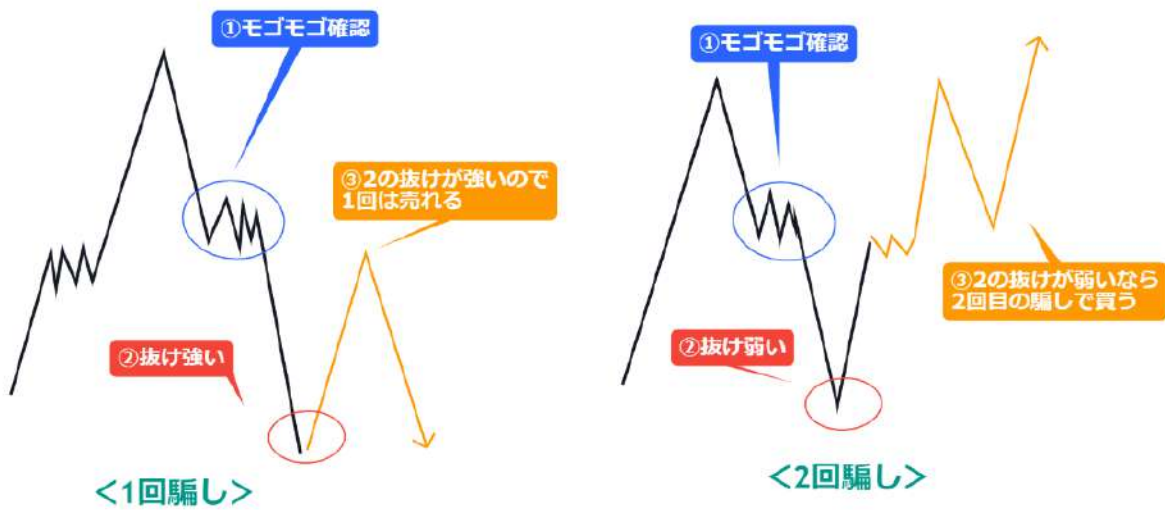 ①モゴモゴ確認
③2の抜けが強いので
1回は売れる
②抜け強い
＜1回騙し＞
①モゴモゴ確認
③2の抜けが弱いなら
2回目の騙しで買う
②抜け弱い
＜2回騙し＞